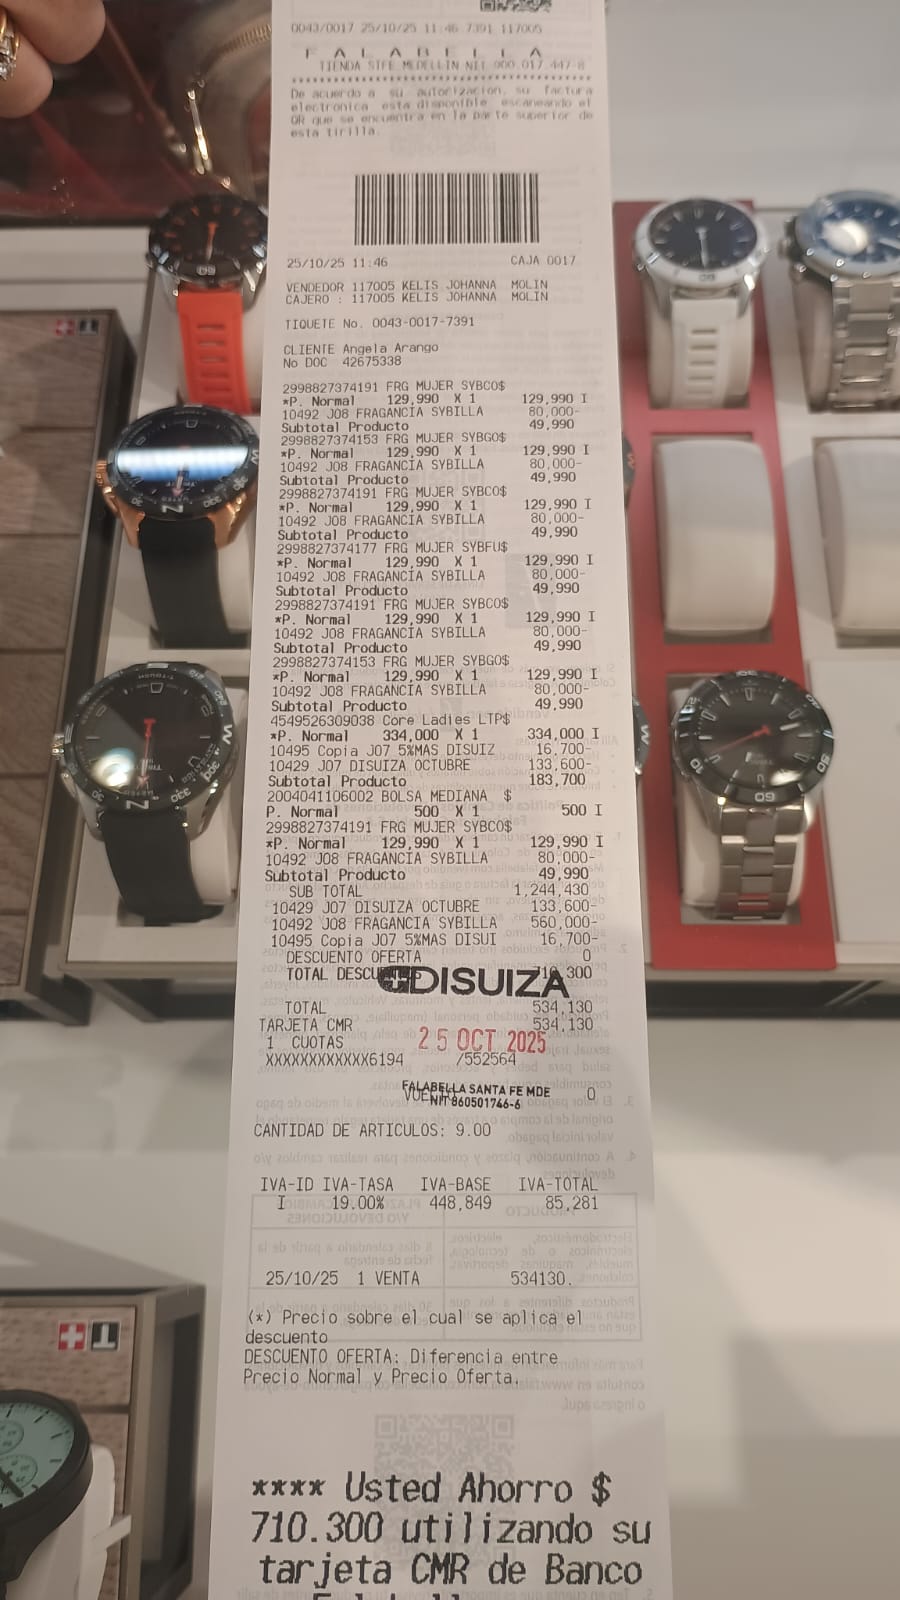 0043/0017 25/10/25 11:46 7391 117005
FALABELLA
TIENDA STFE MEDELLIN NIT 900.017.447-8
De acuerdo a su autorizacion, su factura
electronica esta disponible escaneando el
QR que se encuentra en la parte superior de
esta tirilla.
25/10/25 11:46 CAJA 0017
VENDEDOR 117005 KELIS JOHANNA MOLIN
CAJERO : 117005 KELIS JOHANNA MOLIN
TIQUETE No. 0043-0017-7391
CLIENTE Angela Arango
No DOC 42675338
2998827374191 FRG MUJER SYBCO$
*P. Normal 129,990 X 1 129,990 I
10492 J08 FRAGANCIA SYBILLA 80,000-
Subtotal Producto 49,990
2998827374153 FRG MUJER SYBGO$
*P. Normal 129,990 X 1 129,990 I
10492 J08 FRAGANCIA SYBILLA 80,000-
Subtotal Producto 49,990
2998827374191 FRG MUJER SYBCO$
*P. Normal 129,990 X 1 129,990 I
10492 J08 FRAGANCIA SYBILLA 80,000-
Subtotal Producto 49,990
2998827374177 FRG MUJER SYBFU$
*P. Normal 129,990 X 1 129,990 I
10492 J08 FRAGANCIA SYBILLA 80,000-
Subtotal Producto 49,990
2998827374191 FRG MUJER SYBCO$
*P. Normal 129,990 X 1 129,990 I
10492 J08 FRAGANCIA SYBILLA 80,000-
Subtotal Producto 49,990
2998827374153 FRG MUJER SYBGO$
*P. Normal 129,990 X 1 129,990 I
10492 J08 FRAGANCIA SYBILLA 80,000-
Subtotal Producto 49,990
4549526309038 Core Ladies LTP$
*P. Normal 334,000 X 1 334,000 I
10495 Copia J07 5%MAS DISUIZ 16,700-
10429 J07 DISUIZA OCTUBRE 133,600-
Subtotal Producto 183,700
2004041106002 BOLSA MEDIANA $
P. Normal 500 X 1 500 I
2998827374191 FRG MUJER SYBCO$
*P. Normal 129,990 X 1 129,990 I
10492 J08 FRAGANCIA SYBILLA 80,000-
Subtotal Producto 49,990
SUB TOTAL 1,244,430
10429 J07 DISUIZA OCTUBRE 133,600-
10492 J08 FRAGANCIA SYBILLA 560,000-
10495 Copia J07 5%MAS DISUI 16,700-
DESCUENTO OFERTA 0
TOTAL 710,300
DISUIZA
TOTAL 534,130
TARJETA CMR 534,130
1 CUOTAS
25 OCT 2025
XXXXXXXXXXXX6194 /552564
FALABELLA SANTA FE MDE
0
NIT 860501746-6
CANTIDAD DE ARTICULOS: 9.00
IVA-ID IVA-TASA IVA-BASE IVA-TOTAL
I 19.00% 448,849 85,281
25/10/25 1 VENTA 534130.
(*) Precio sobre el cual se aplica el
descuento
DESCUENTO OFERTA: Diferencia entre
Precio Normal y Precio Oferta.
**** Usted Ahorro $
710.300 utilizando su
tarjeta CMR de Banco